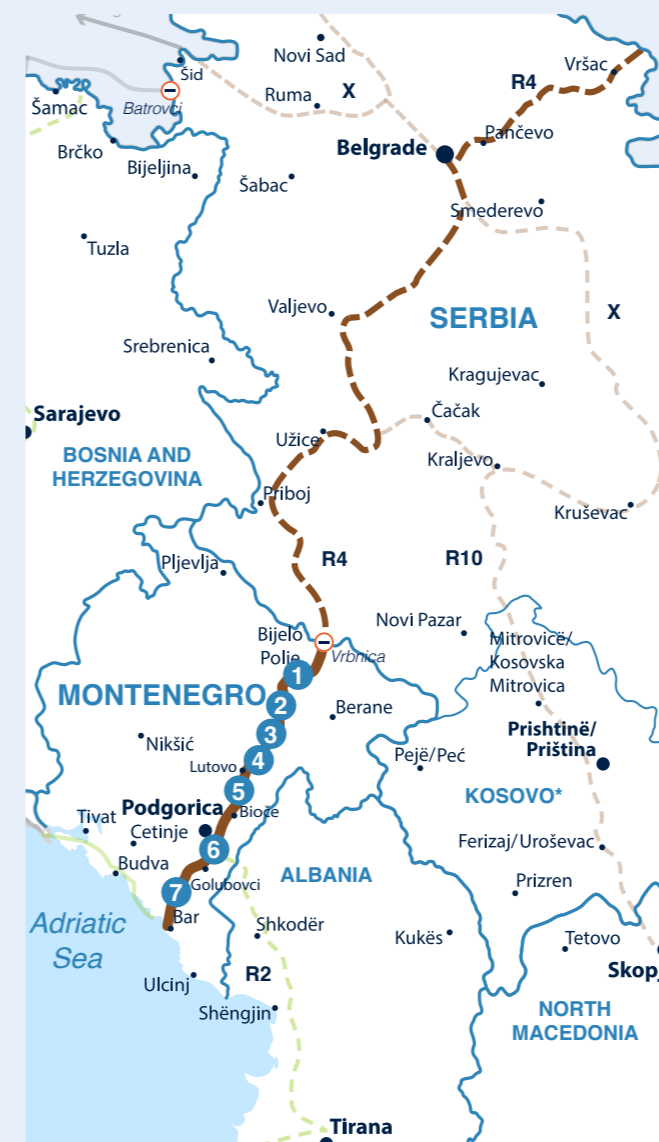 Novi Sad
Šid
Vršac
R4
Ruma
X
Šamac
Batrovci
Pančevo
Brčko
Belgrade
Bijeljina
Šabac
Smederevo
Tuzla
Valjevo
SERBIA
X
Srebrenica
Kragujevac
Sarajevo
Čačak
Užice
BOSNIA AND
HERZEGOVINA
Kraljevo
Priboj
Kruševac
Pljevlja
R4
R10
Novi Pazar
Bijelo
Polje
Vrbnica
Mitrovicë/
Kosovska
Mitrovica
1
MONTENEGRO
2
Berane
3
Nikšić
Prishtinë/
Priština
4
Lutovo
Pejë/Peć
5
KOSOVO*
Podgorica
Bioče
Tivat
Cetinje
6
Ferizaj/Uroševac
Budva
Golubovci
ALBANIA
7
Prizren
Bar
Adriatic
Sea
Shkodër
Kukës
Tetovo
R2
Skopj
Ulcinj
Shëngjin
NORTH
MACEDONIA
Tirana